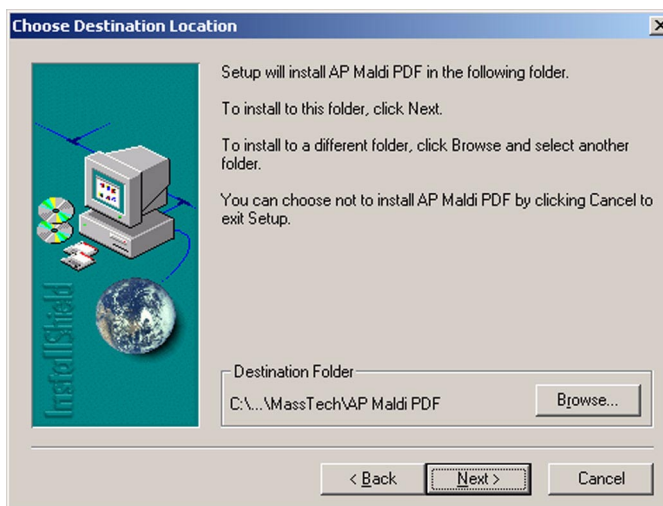 Choose Destination Location
Setup will install AP Maldi PDF in the following folder.
To install to this folder, click Next.
To install to a different folder, click Browse and select another
folder.
You can choose not to install AP Maldi PDF by clicking Cancel to
exit Setup.
InstallShield
Destination Folder
C:\...\MassTech\AP Maldi PDF
Browse...
< Back
Next >
Cancel